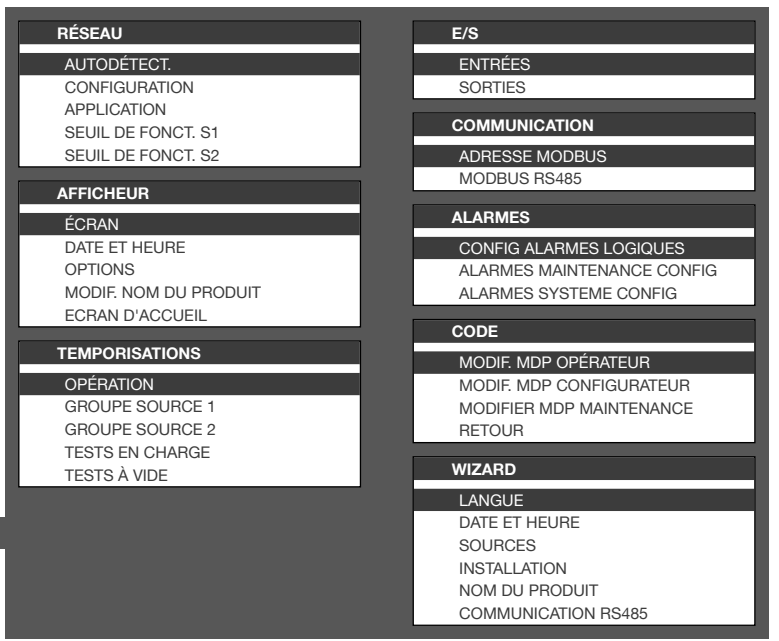 RÉSEAU
AUTODÉTECT.
CONFIGURATION
APPLICATION
SEUIL DE FONCT. S1
SEUIL DE FONCT. S2
AFFICHEUR
ÉCRAN
DATE ET HEURE
OPTIONS
MODIF. NOM DU PRODUIT
ECRAN D'ACCUEIL
TEMPORISATIONS
OPÉRATION
GROUPE SOURCE 1
GROUPE SOURCE 2
TESTS EN CHARGE
TESTS À VIDE
E/S
ENTRÉES
SORTIES
COMMUNICATION
ADRESSE MODBUS
MODBUS RS485
ALARMES
CONFIG ALARMES LOGIQUES
ALARMES MAINTENANCE CONFIG
ALARMES SYSTEME CONFIG
CODE
MODIF. MDP OPÉRATEUR
MODIF. MDP CONFIGURATEUR
MODIFIER MDP MAINTENANCE
RETOUR
WIZARD
LANGUE
DATE ET HEURE
SOURCES
INSTALLATION
NOM DU PRODUIT
COMMUNICATION RS485